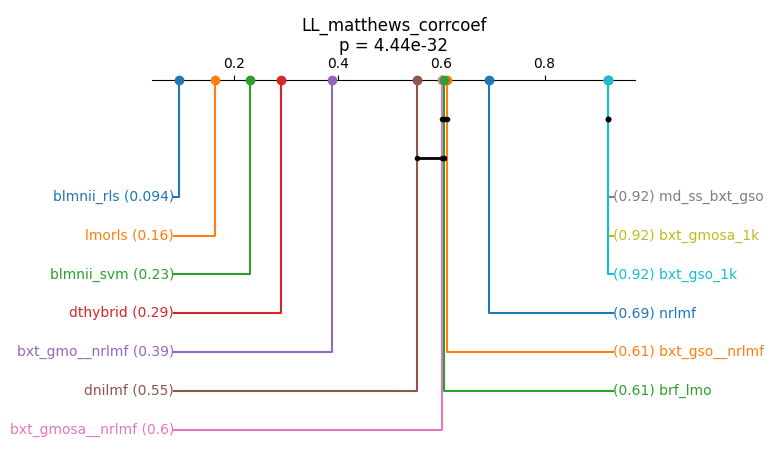 LL_matthews_corrcoef
p = 4.44e-32
0.2 0.4 0.6 0.8
blmnii_rls (0.094)
(0.92) md_ss_bxt_gso
lmorls (0.16)
(0.92) bxt_gmosa_1k
blmnii_svm (0.23)
(0.92) bxt_gso_1k
dthybrid (0.29)
(0.69) nrlmf
bxt_gmo__nrlmf (0.39)
(0.61) bxt_gso__nrlmf
dnilmf (0.55)
(0.61) brf_lmo
bxt_gmosa__nrlmf (0.6)